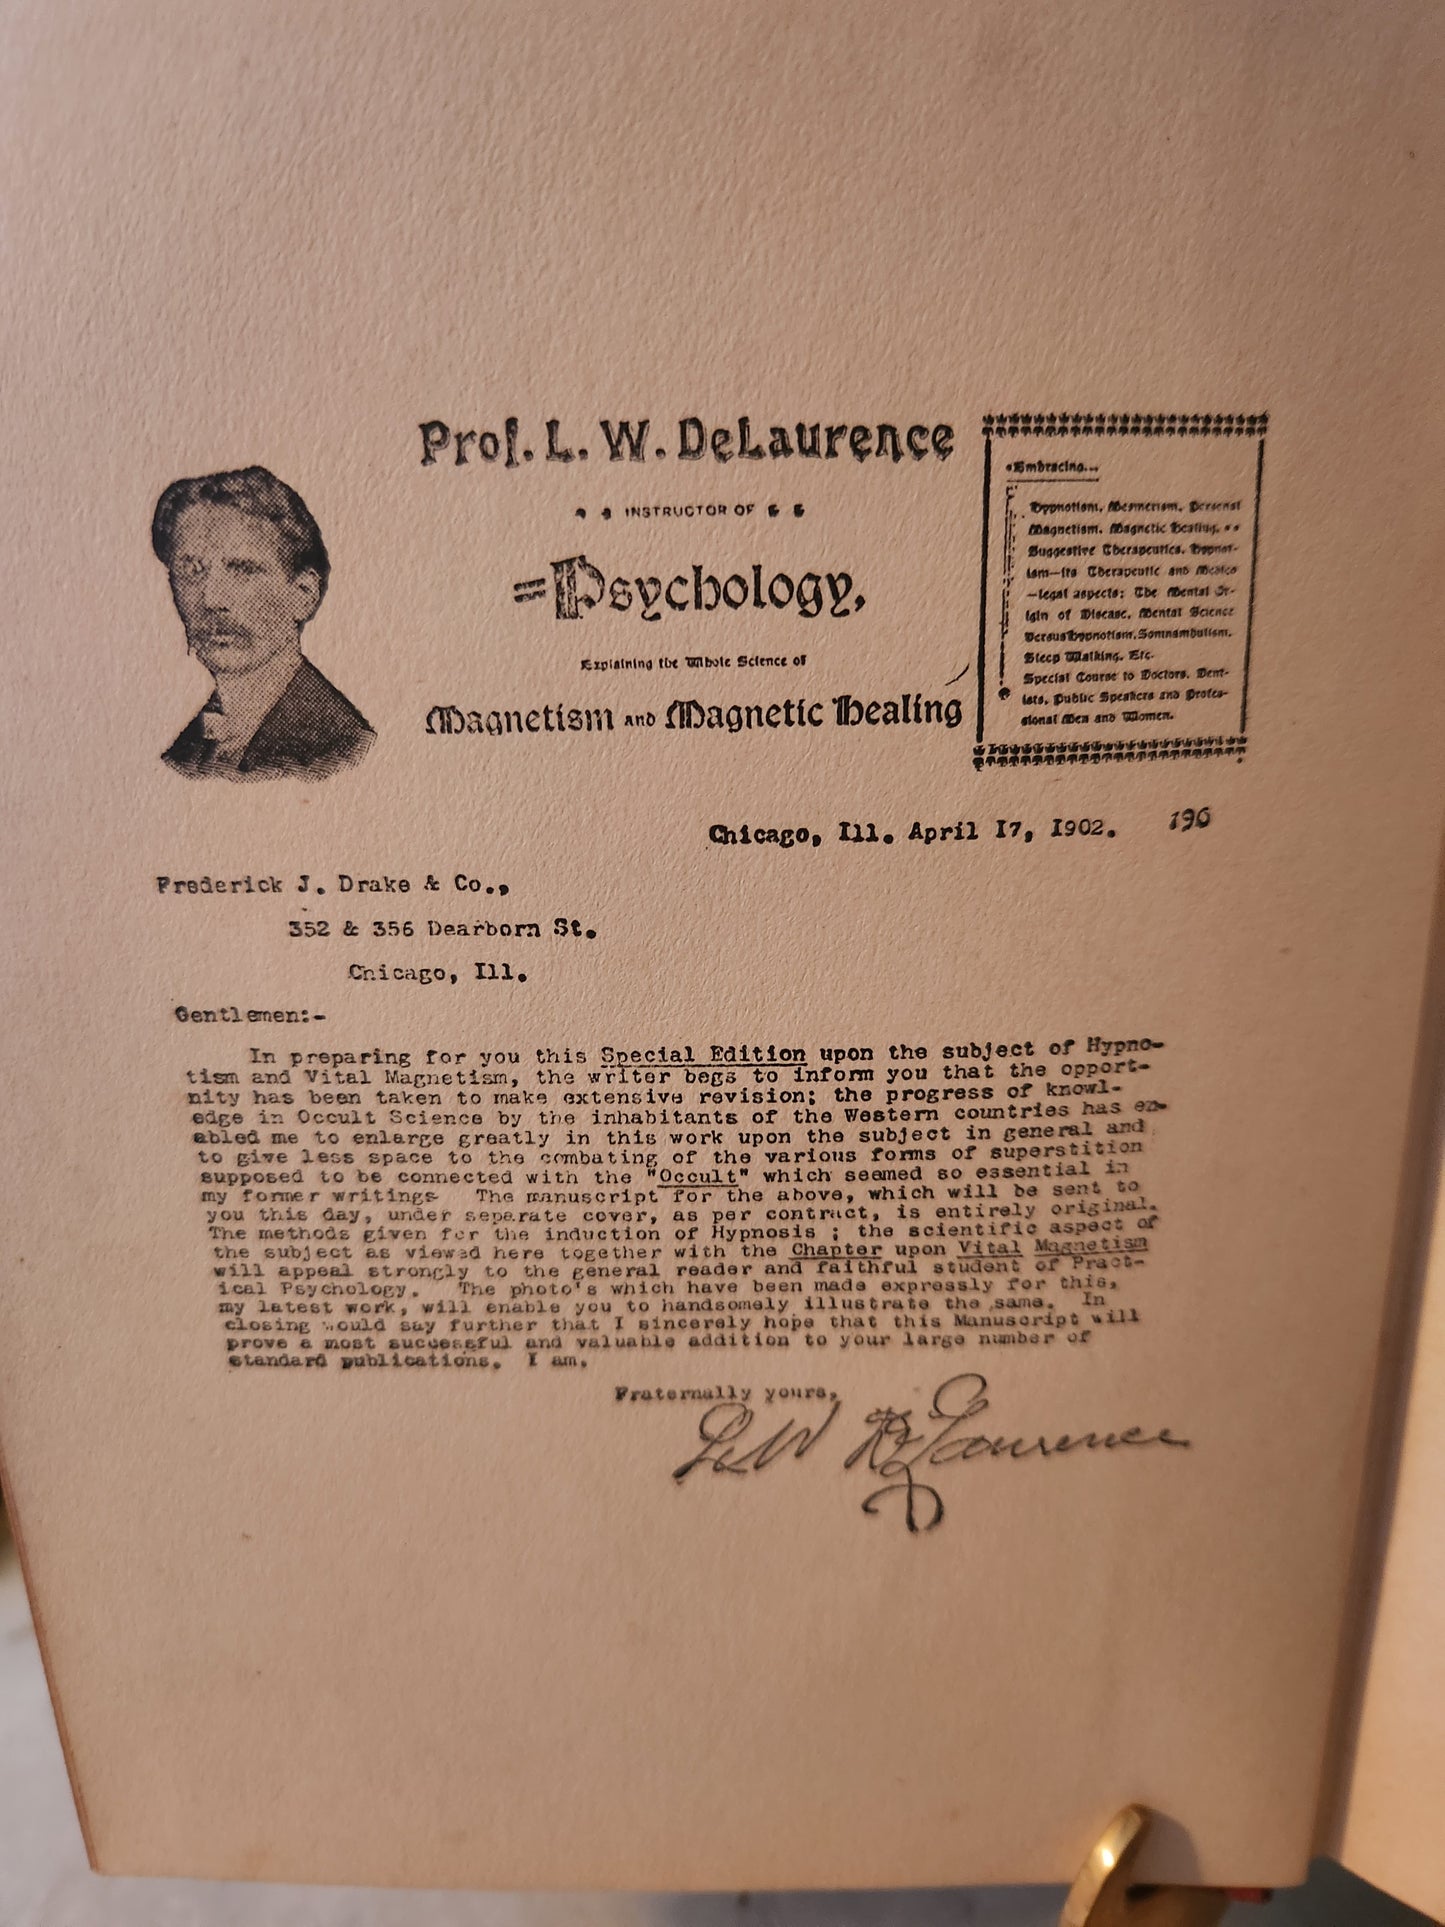 Prof. L. W. DeLaurence
INSTRUCTOR OF
Psychology,
Explaining the Whole Science of
Magnetism AND Magnetic Healing
Embracing...
Hypnotism, Mesmerism, Personal
Magnetism, Magnetic Healing,
Suggestive Therapeutics, Hypnot-
ism—its Therapeutic and Medico
—legal aspects; The Mental Or-
igin of Disease, Mental Science
Versus Hypnotism, Somnambulism,
Sleep Walking, Etc.
Special Course to Doctors, Dent-
ists, Public Speakers and Profes-
sional Men and Women.
Chicago, Ill. April 17, 1902. 190
Frederick J. Drake & Co.,
352 & 356 Dearborn St.
Chicago, Ill.
Gentlemen:-
In preparing for you this Special Edition upon the subject of Hypno-
tism and Vital Magnetism, the writer begs to inform you that the opport-
nity has been taken to make extensive revision; the progress of knowl-
edge in Occult Science by the inhabitants of the Western countries has en-
abled me to enlarge greatly in this work upon the subject in general and
to give less space to the combating of the various forms of superstition
supposed to be connected with the "Occult" which seemed so essential in
my former writings The manuscript for the above, which will be sent to
you this day, under separate cover, as per contract, is entirely original.
The methods given for the induction of Hypnosis ; the scientific aspect of
the subject as viewed here together with the Chapter upon Vital Magnetism
will appeal strongly to the general reader and faithful student of Pract-
ical Psychology. The photo's which have been made expressly for this,
my latest work, will enable you to handsomely illustrate the same. In
closing would say further that I sincerely hope that this Manuscript will
prove a most successful and valuable addition to your large number of
standard publications. I am,
Fraternally yours,
L W DeLaurence